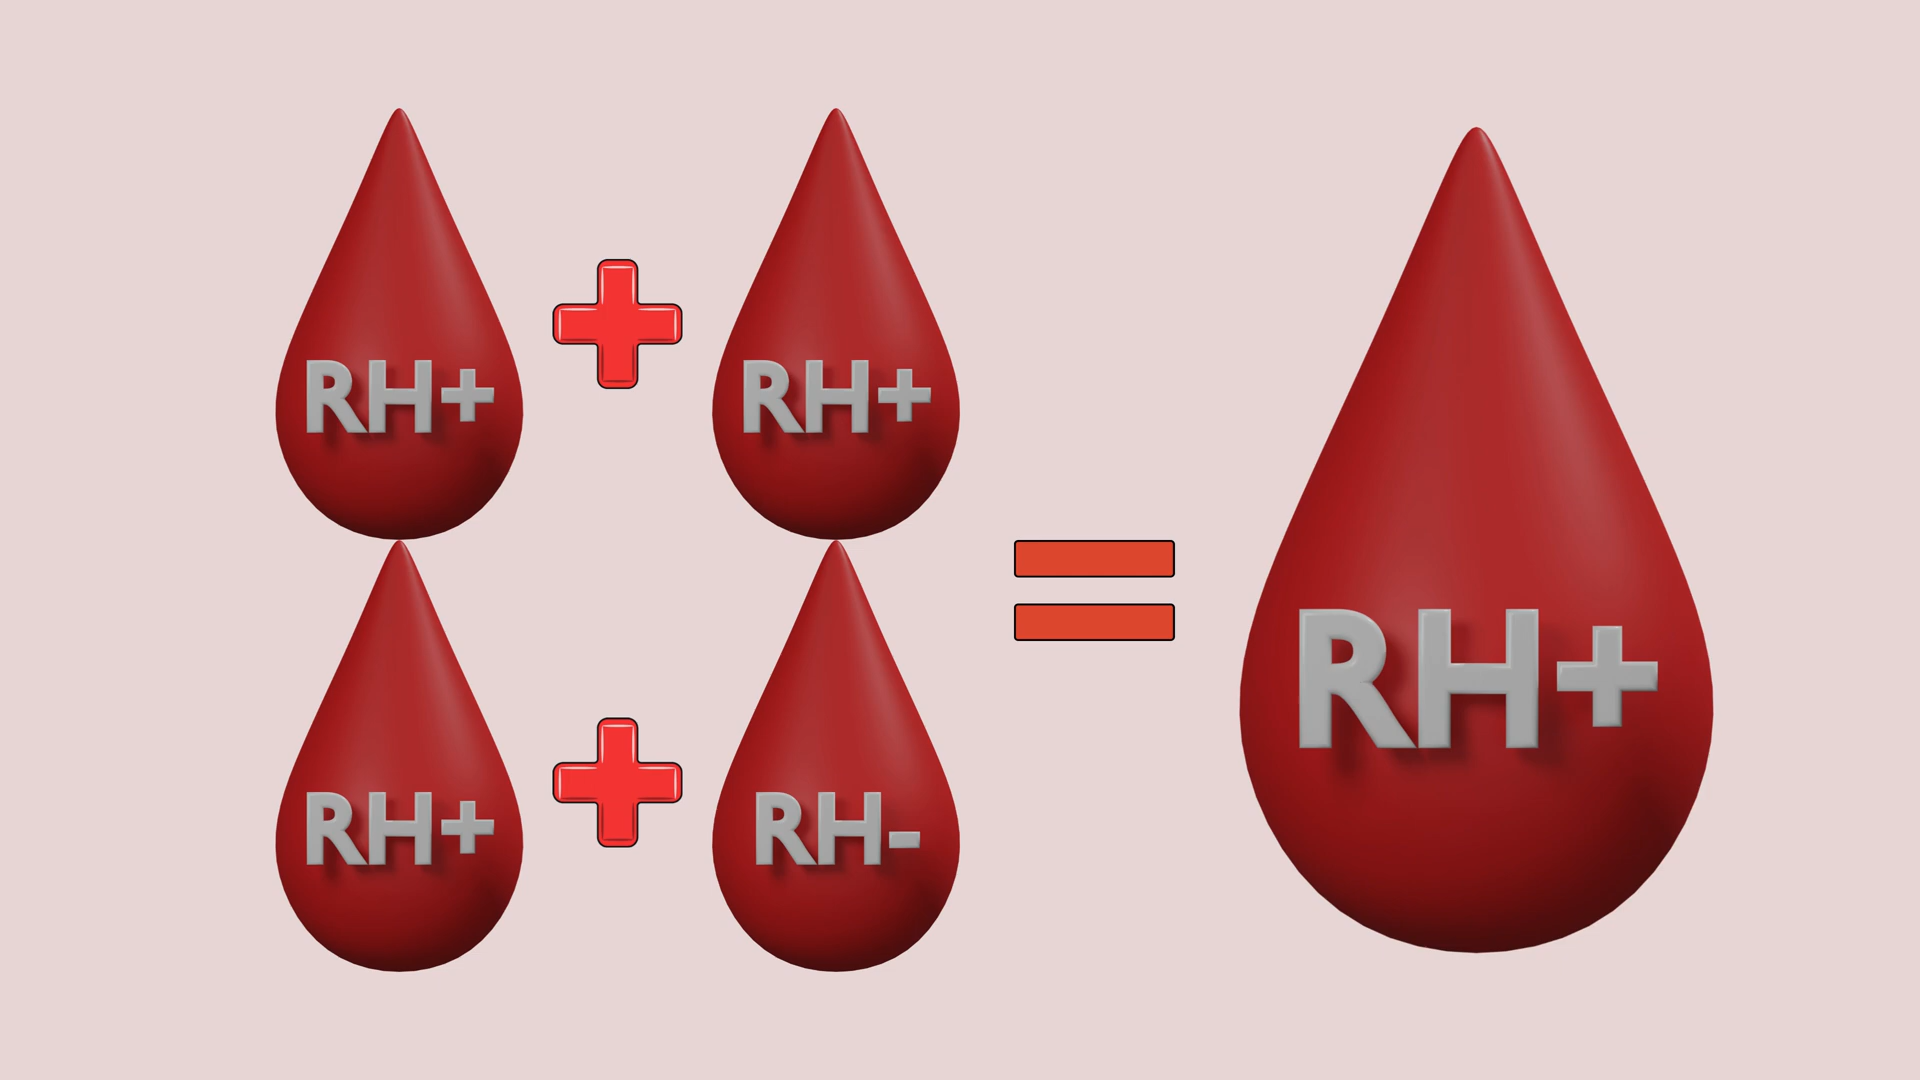 RH+ + RH+
RH+ + RH-
= RH+